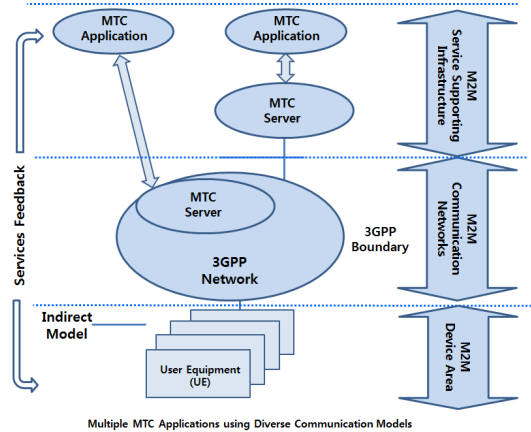 MTC
Application
MTC
Application
MTC
Server
M2M
Service Supporting
Infrastructure
Services Feedback
MTC
Server
3GPP
Network
3GPP
Boundary
M2M
Communication
Networks
Indirect
Model
User Equipment
(UE)
M2M
Device Area
Multiple MTC Applications using Diverse Communication Models